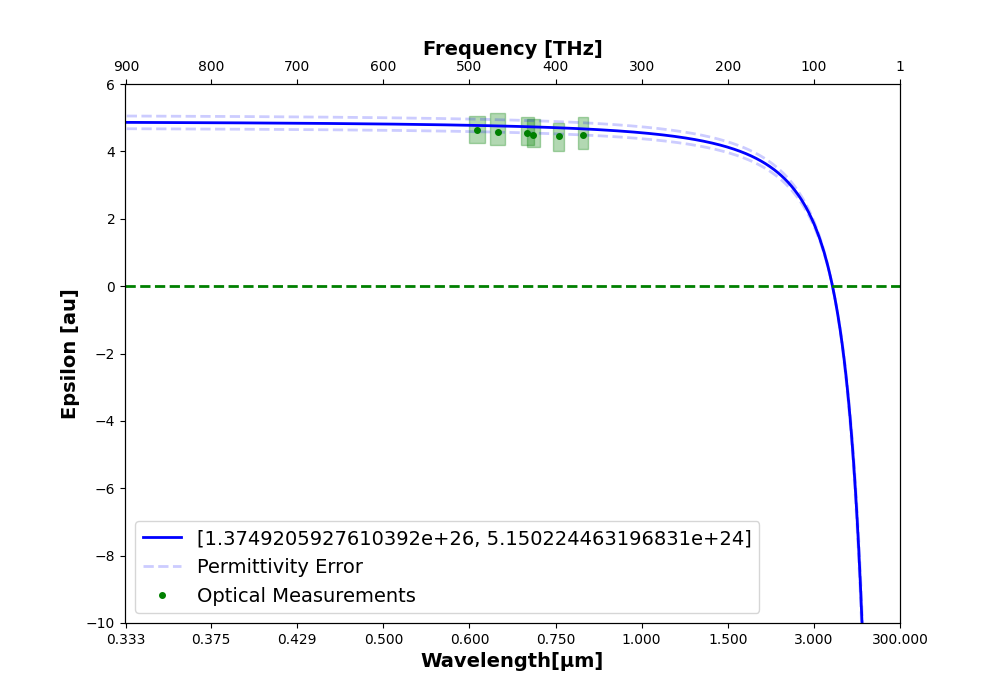 Frequency [THz]
900 800 700 600 500 400 300 200 100 1
6
4
2
0
−2
−4
−6
−8
−10
Epsilon [au]
[1.3749205927610392e+26, 5.150224463196831e+24]
Permittivity Error
Optical Measurements
0.333 0.375 0.429 0.500 0.600 0.750 1.000 1.500 3.000 300.000
Wavelength[μm]